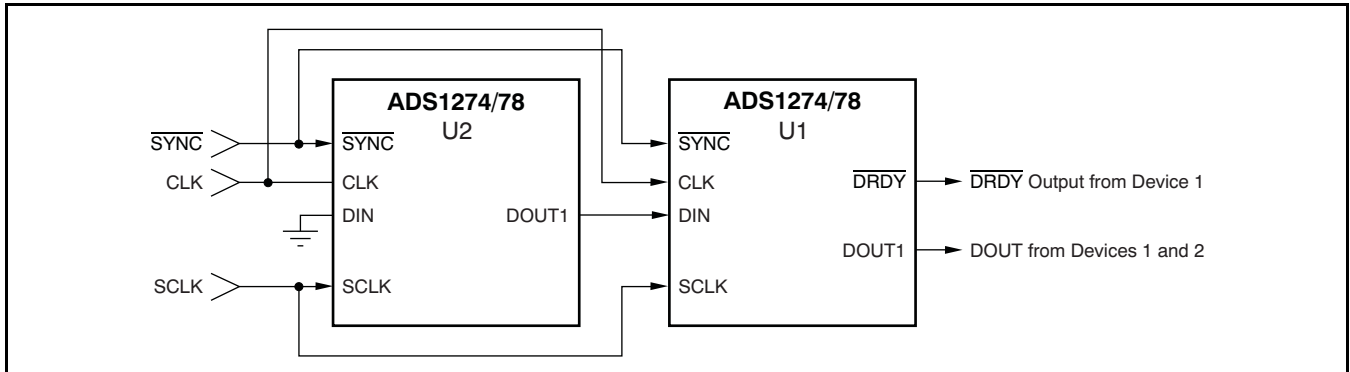 ADS1274/78
U2
SYNC
CLK
SCLK
SYNC
CLK
DIN
SCLK
DOUT1
ADS1274/78
U1
SYNC
CLK
DIN
SCLK
DRDY
DOUT1
DRDY Output from Device 1
DOUT from Devices 1 and 2